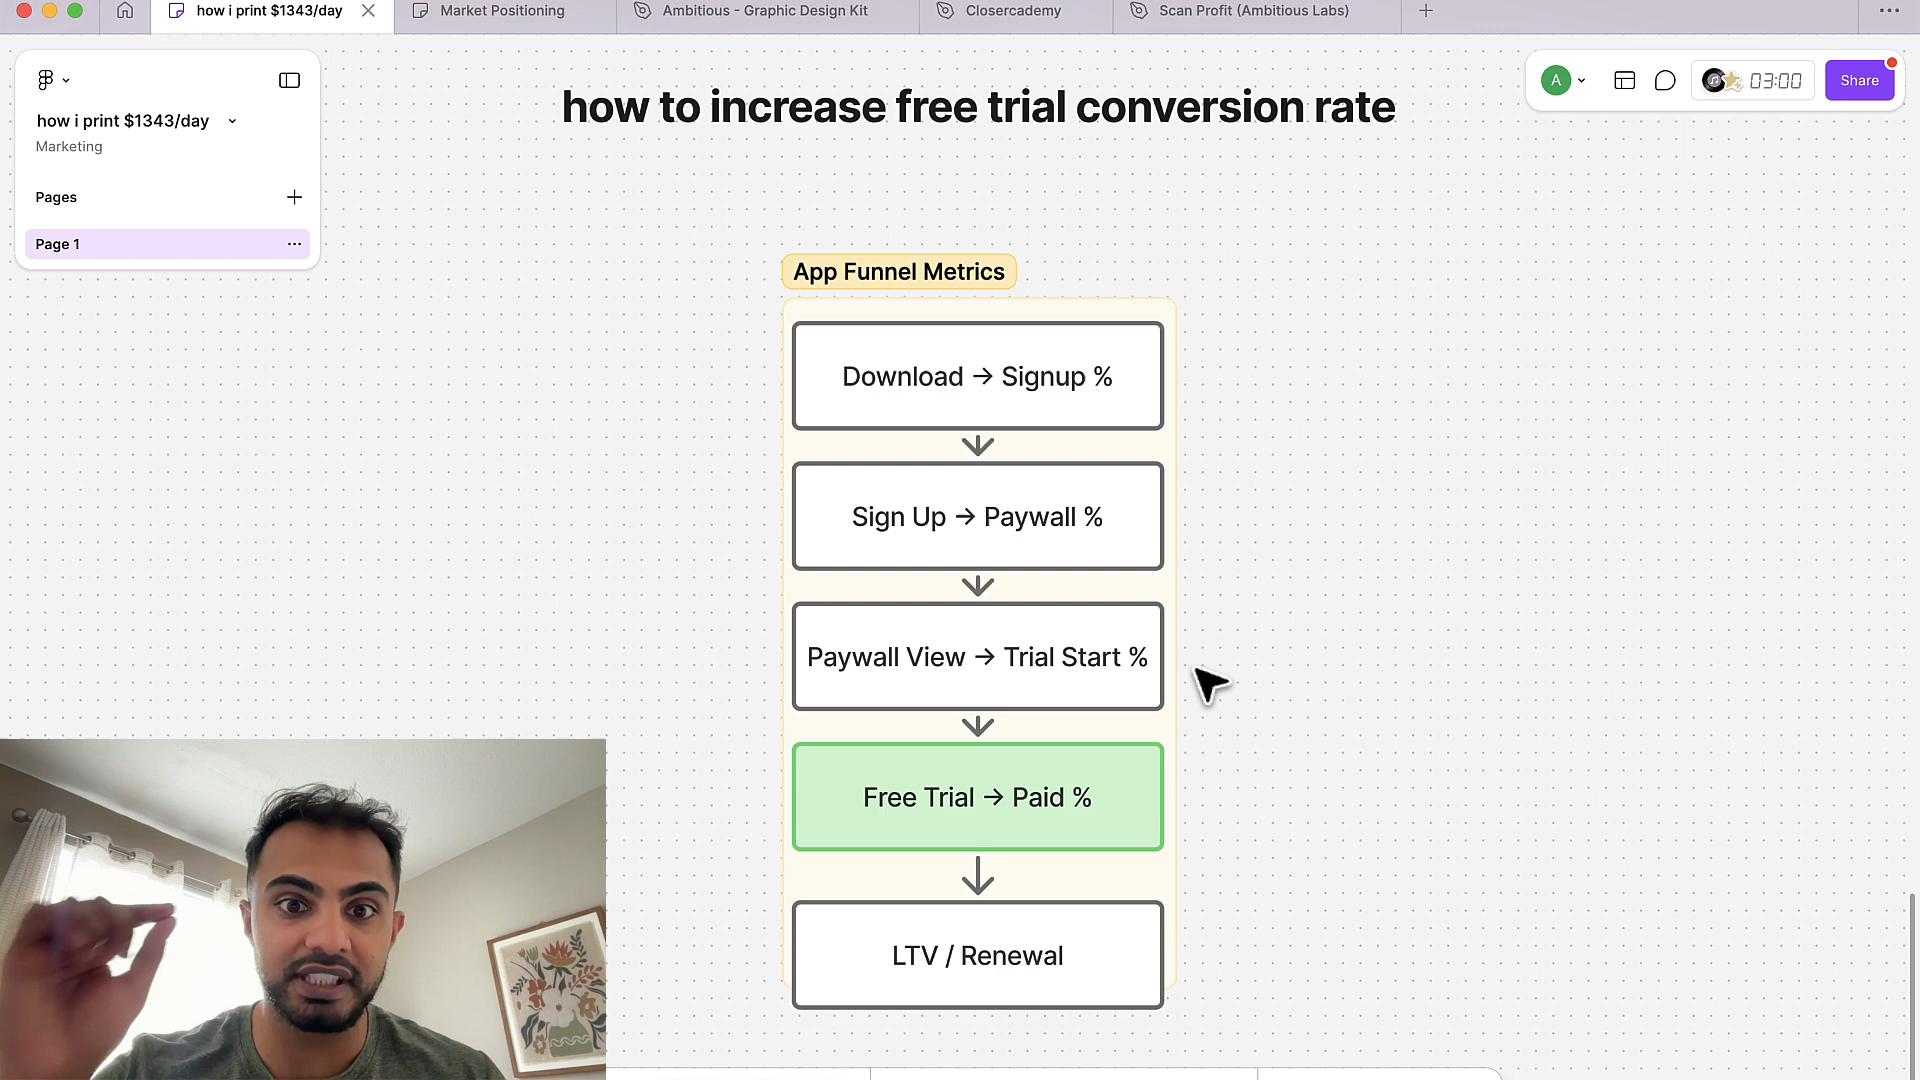 how i print $1343/day
Market Positioning
Ambitious - Graphic Design Kit
Closercademy
Scan Profit (Ambitious Labs)
how i print $1343/day
Marketing
Pages
Page 1
A
03:00
Share
how to increase free trial conversion rate
App Funnel Metrics
Download → Signup %
Sign Up → Paywall %
Paywall View → Trial Start %
Free Trial → Paid %
LTV / Renewal